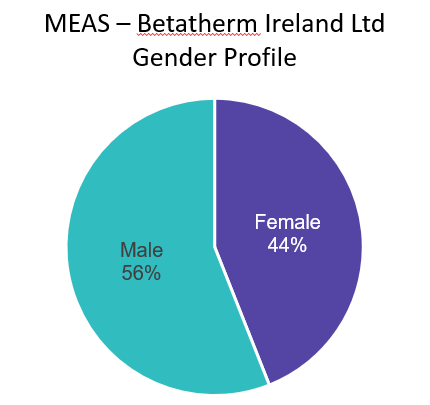 MEAS – Betatherm Ireland Ltd
Gender Profile
Female
44%
Male
56%